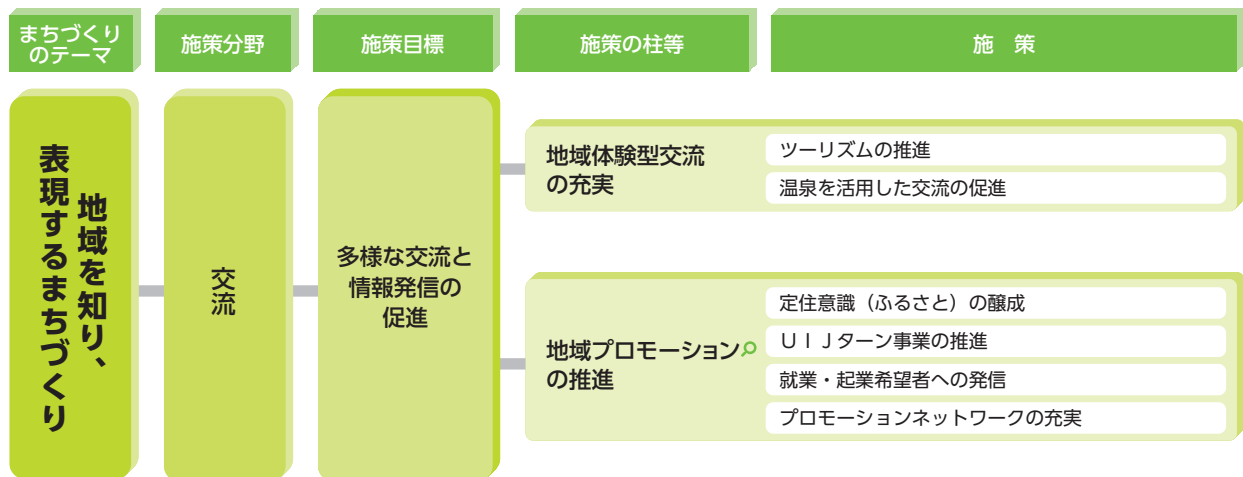 まちづくり
のテーマ
施策分野
施策目標
施策の柱等
施 策
地域を知り、
表現するまちづくり
交流
多様な交流と
情報発信の
促進
地域体験型交流
の充実
ツーリズムの推進
温泉を活用した交流の促進
地域プロモーション
の推進
定住意識（ふるさと）の醸成
ＵＩＪターン事業の推進
就業・起業希望者への発信
プロモーションネットワークの充実